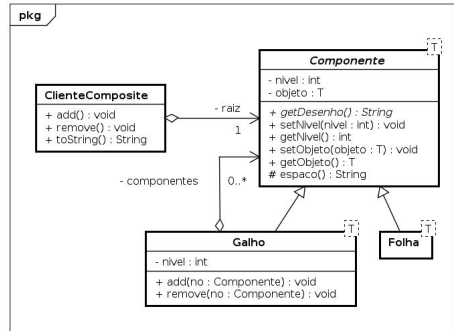 pkg
T
Componente
- nivel : int
- objeto : T
+ getDesenho() : String
+ setNivel(nivel : int) : void
+ getNivel() : int
+ setObjeto(objeto : T) : void
+ getObjeto() : T
# espaco() : String
ClienteComposite
+ add() : void
+ remove() : void
+ toString() : String
- raiz
1
- componentes
0..*
T
Galho
- nivel : int
+ add(no : Componente) : void
+ remove(no : Componente) : void
T
Folha